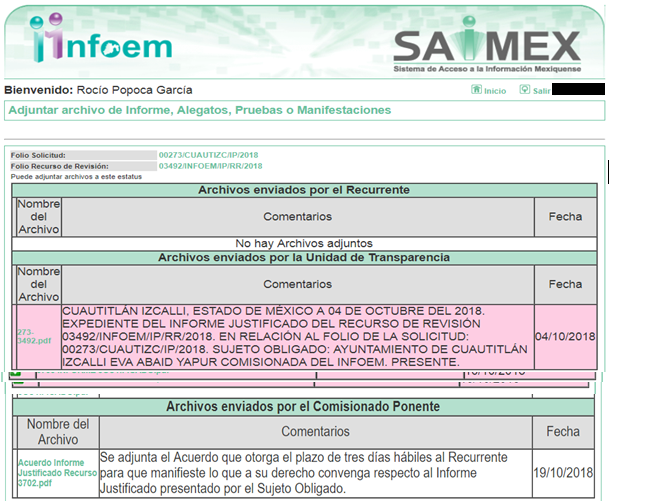 infoem
SAIMEX
Sistema de Acceso a la Información Mexiquense
Bienvenido: Rocío Popoca García
Inicio
Salir
Adjuntar archivo de Informe, Alegatos, Pruebas o Manifestaciones
Folio Solicitud: 00273/CUAUTIZC/IP/2018
Folio Recurso de Revisión: 03492/INFOEM/IP/RR/2018
Puede adjuntar archivos a este estatus
Archivos enviados por el Recurrente
Nombre
del
Archivo
Comentarios
Fecha
No hay Archivos adjuntos
Archivos enviados por la Unidad de Transparencia
Nombre
del
Archivo
Comentarios
Fecha
273-
3492.pdf
CUAUTITLÁN IZCALLI, ESTADO DE MÉXICO A 04 DE OCTUBRE DEL 2018.
EXPEDIENTE DEL INFORME JUSTIFICADO DEL RECURSO DE REVISIÓN
03492/INFOEM/IP/RR/2018. EN RELACIÓN AL FOLIO DE LA SOLICITUD:
00273/CUAUTIZC/IP/2018. SUJETO OBLIGADO: AYUNTAMIENTO DE CUAUTITLÁN
IZCALLI EVA ABAID YAPUR COMISIONADA DEL INFOEM. PRESENTE.
04/10/2018
Archivos enviados por el Comisionado Ponente
Nombre del
Archivo
Comentarios
Fecha
Acuerdo Informe
Justificado Recurso
3702.pdf
Se adjunta el Acuerdo que otorga el plazo de tres días hábiles al Recurrente
para que manifieste lo que a su derecho convenga respecto al Informe
Justificado presentado por el Sujeto Obligado.
19/10/2018